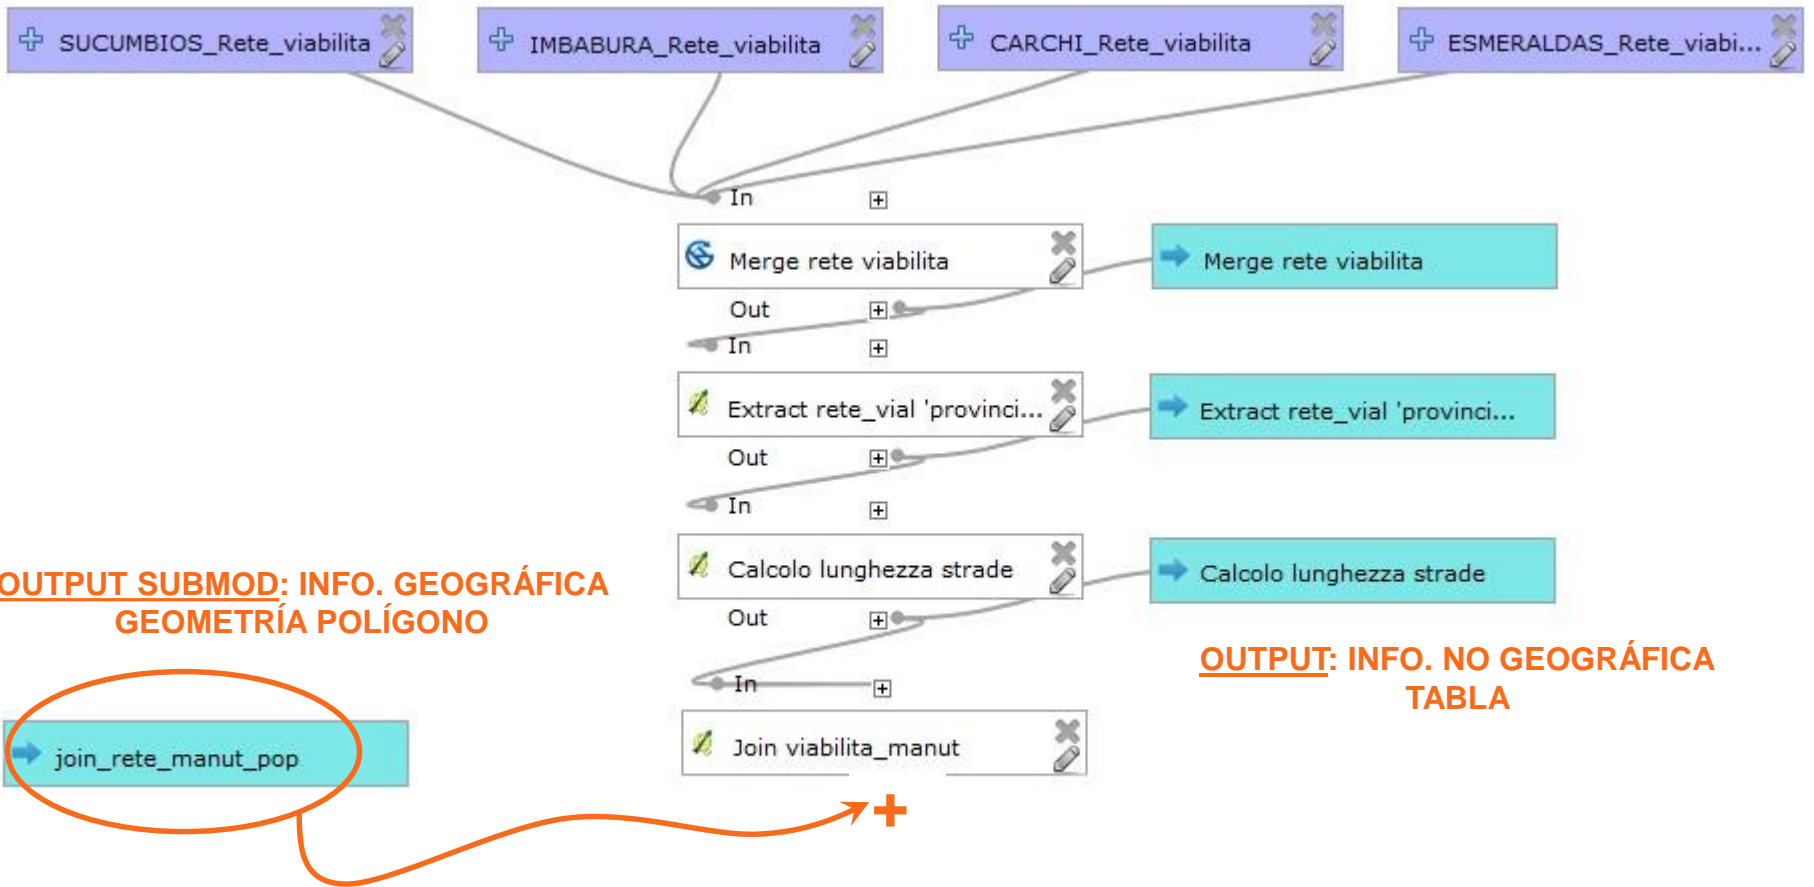 SUCUMBIOS_Rete_viabilita
IMBABURA_Rete_viabilita
CARCHI_Rete_viabilita
ESMERALDAS_Rete_viabi...
In
Merge rete viabilita
Merge rete viabilita
Out
In
Extract rete_vial 'provinci...
Extract rete_vial 'provinci...
Out
In
Calcolo lunghezza strade
Calcolo lunghezza strade
Out
OUTPUT SUBMOD: INFO. GEOGRÁFICA
GEOMETRÍA POLÍGONO
OUTPUT: INFO. NO GEOGRÁFICA
TABLA
In
Join viabilita_manut
join_rete_manut_pop
+